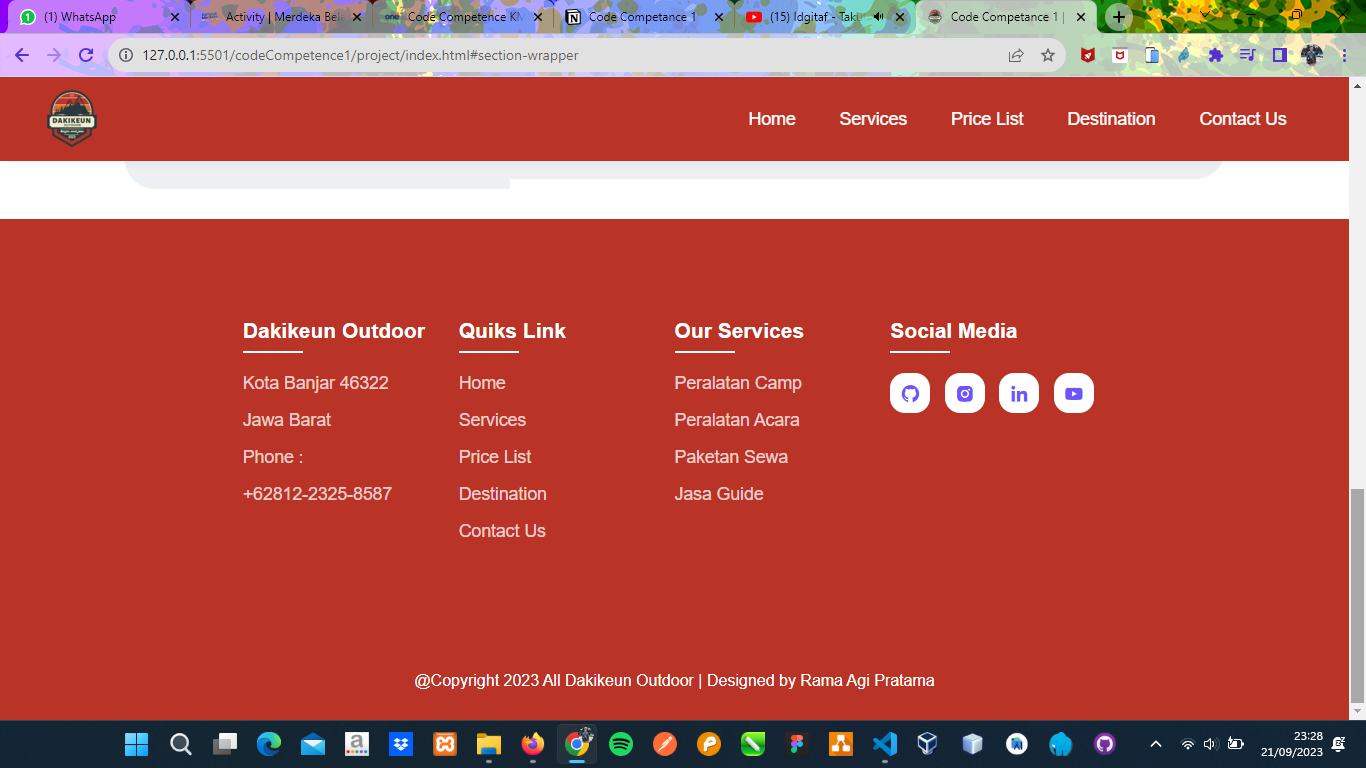 (1) WhatsApp
Activity | Merdeka Bela
Code Competence KM
Code Competance 1
(15) Idgitaf - Taku
Code Competance 1 |
127.0.0.1:5501/codeCompetence1/project/index.html#section-wrapper
DAKIKEUN
OUTDOOR
Home
Services
Price List
Destination
Contact Us
Dakikeun Outdoor
Kota Banjar 46322
Jawa Barat
Phone :
+62812-2325-8587
Quiks Link
Home
Services
Price List
Destination
Contact Us
Our Services
Peralatan Camp
Peralatan Acara
Paketan Sewa
Jasa Guide
Social Media
@Copyright 2023 All Dakikeun Outdoor | Designed by Rama Agi Pratama
23:28
21/09/2023